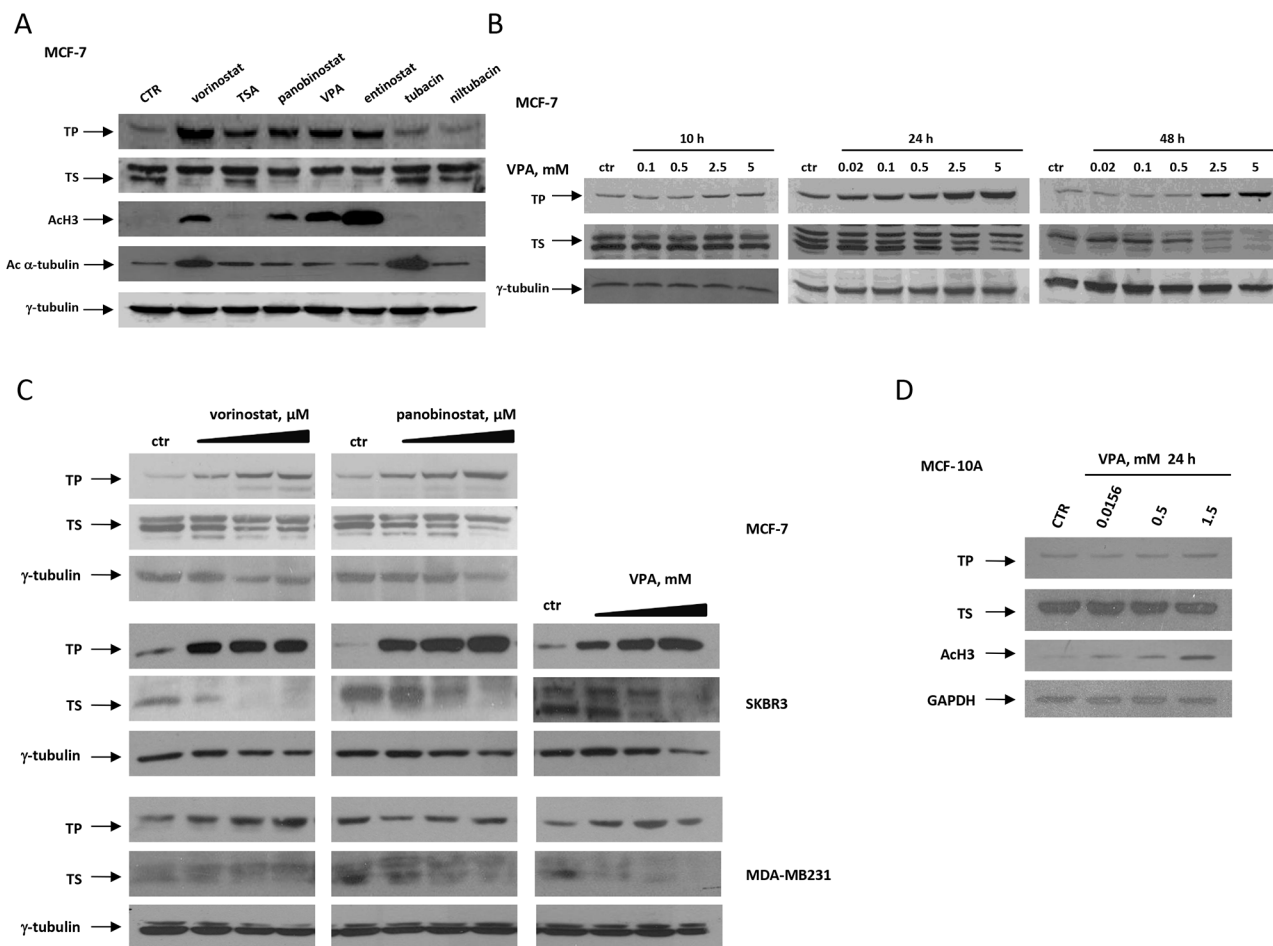 A
MCF-7
CTR vorinostat TSA panobinostat VPA entinostat tubacin niltubacin
TP
TS
AcH3
Ac α-tubulin
γ-tubulin
B
MCF-7
10 h 24 h 48 h
VPA, mM ctr 0.1 0.5 2.5 5 ctr 0.02 0.1 0.5 2.5 5 ctr 0.02 0.1 0.5 2.5 5
TP
TS
γ-tubulin
C
vorinostat, μM panobinostat, μM
ctr ctr
TP
TS
MCF-7
γ-tubulin
VPA, mM
ctr
TP
TS
SKBR3
γ-tubulin
TP
TS
MDA-MB231
γ-tubulin
D
MCF-10A
VPA, mM 24 h
CTR 0.0156 0.5 1.5
TP
TS
AcH3
GAPDH